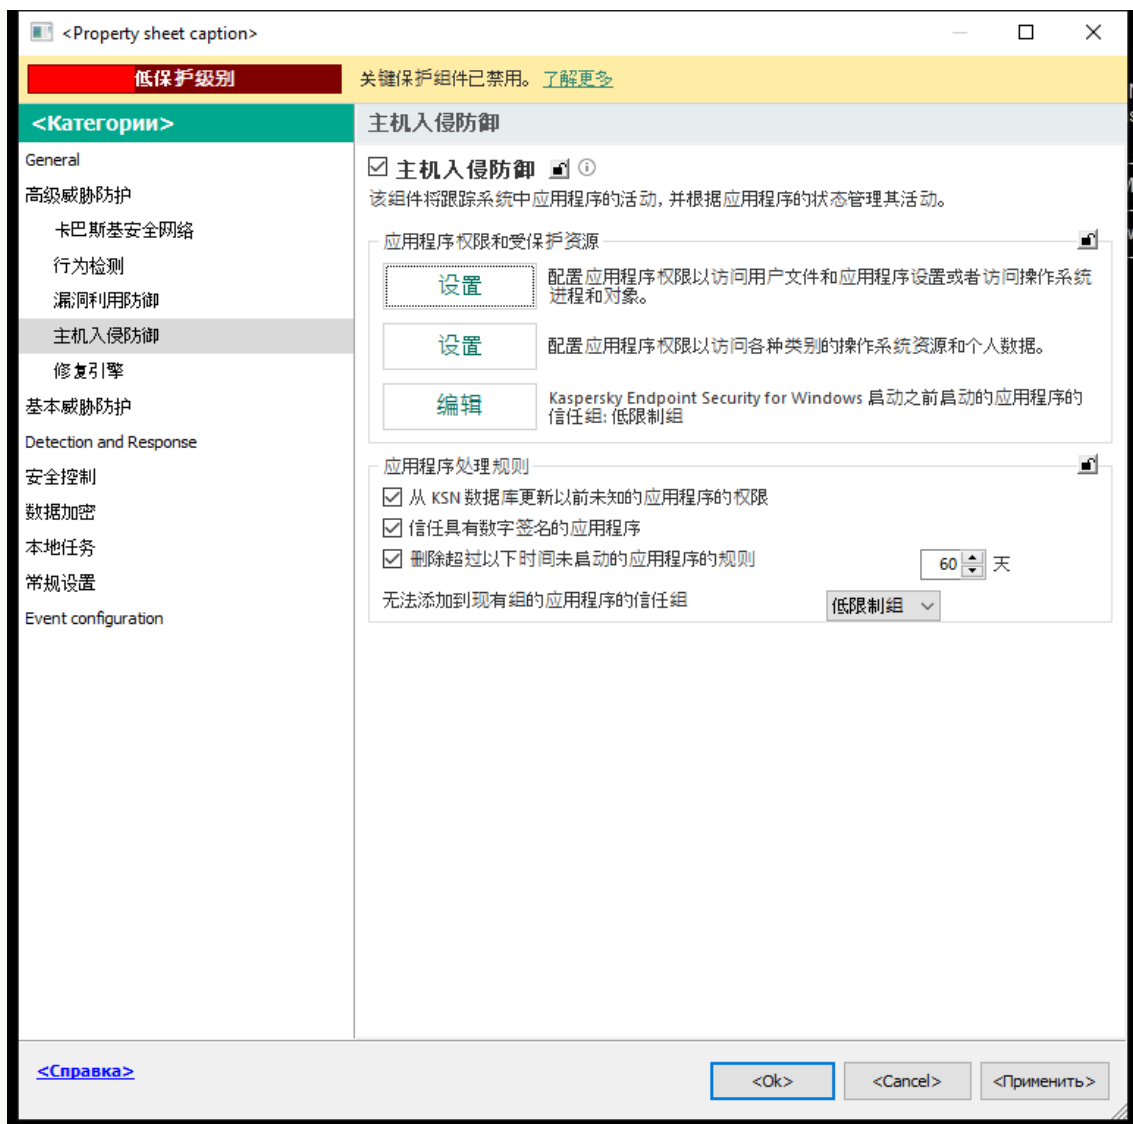 <Property sheet caption>
低保护级别
关键保护组件已禁用。 了解更多
<Категории>
General
高级威胁防护
卡巴斯基安全网络
行为检测
漏洞利用防御
主机入侵防御
修复引擎
基本威胁防护
Detection and Response
安全控制
数据加密
本地任务
常规设置
Event configuration
主机入侵防御
主机入侵防御
该组件将跟踪系统中应用程序的活动, 并根据应用程序的状态管理其活动。
应用程序权限和受保护资源
设置
配置应用程序权限以访问用户文件和应用程序设置或者访问操作系统
进程和对象。
设置
配置应用程序权限以访问各种类别的操作系统资源和个人数据。
编辑
Kaspersky Endpoint Security for Windows 启动之前启动的应用程序的
信任组: 低限制组
应用程序处理规则
从 KSN 数据库更新以前未知的应用程序的权限
信任具有数字签名的应用程序
删除超过以下时间未启动的应用程序的规则 60 天
无法添加到现有组的应用程序的信任组 低限制组
<Справка>
<Ok> <Cancel> <Применить>